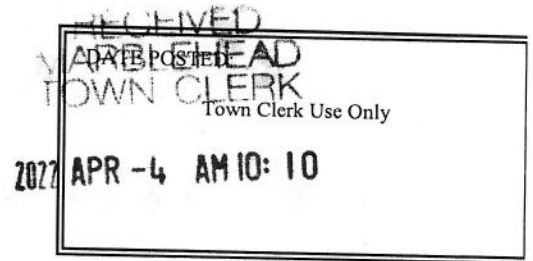 RECEIVED
MARBLEHEAD
DATE POSTED:
TOWN CLERK
Town Clerk Use Only
2022 APR -4 AM 10: 10